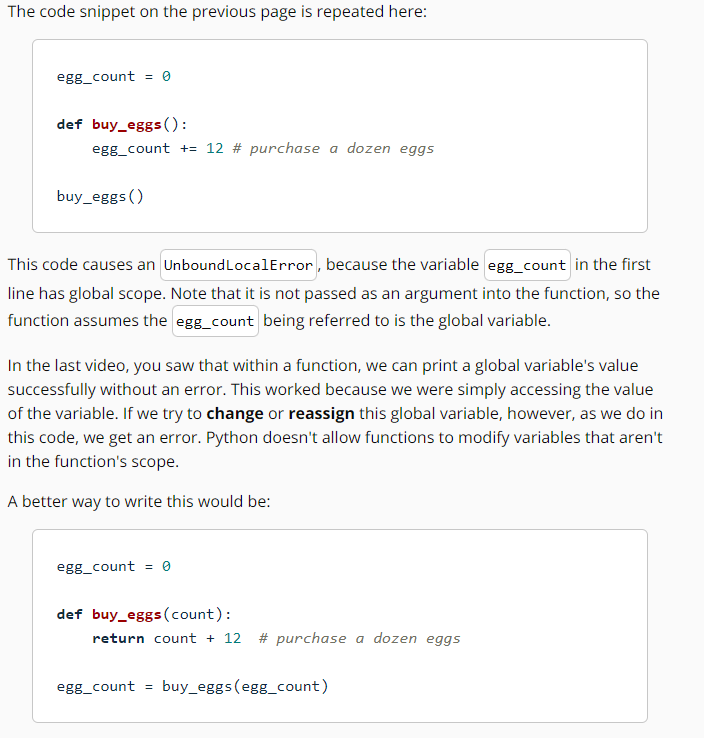 The code snippet on the previous page is repeated here:
egg_count = 0
def buy_eggs():
    egg_count += 12 # purchase a dozen eggs
buy_eggs()
This code causes an UnboundLocalError, because the variable egg_count in the first
line has global scope. Note that it is not passed as an argument into the function, so the
function assumes the egg_count being referred to is the global variable.
In the last video, you saw that within a function, we can print a global variable's value
successfully without an error. This worked because we were simply accessing the value
of the variable. If we try to change or reassign this global variable, however, as we do in
this code, we get an error. Python doesn't allow functions to modify variables that aren't
in the function's scope.
A better way to write this would be:
egg_count = 0
def buy_eggs(count):
    return count + 12  # purchase a dozen eggs
egg_count = buy_eggs(egg_count)